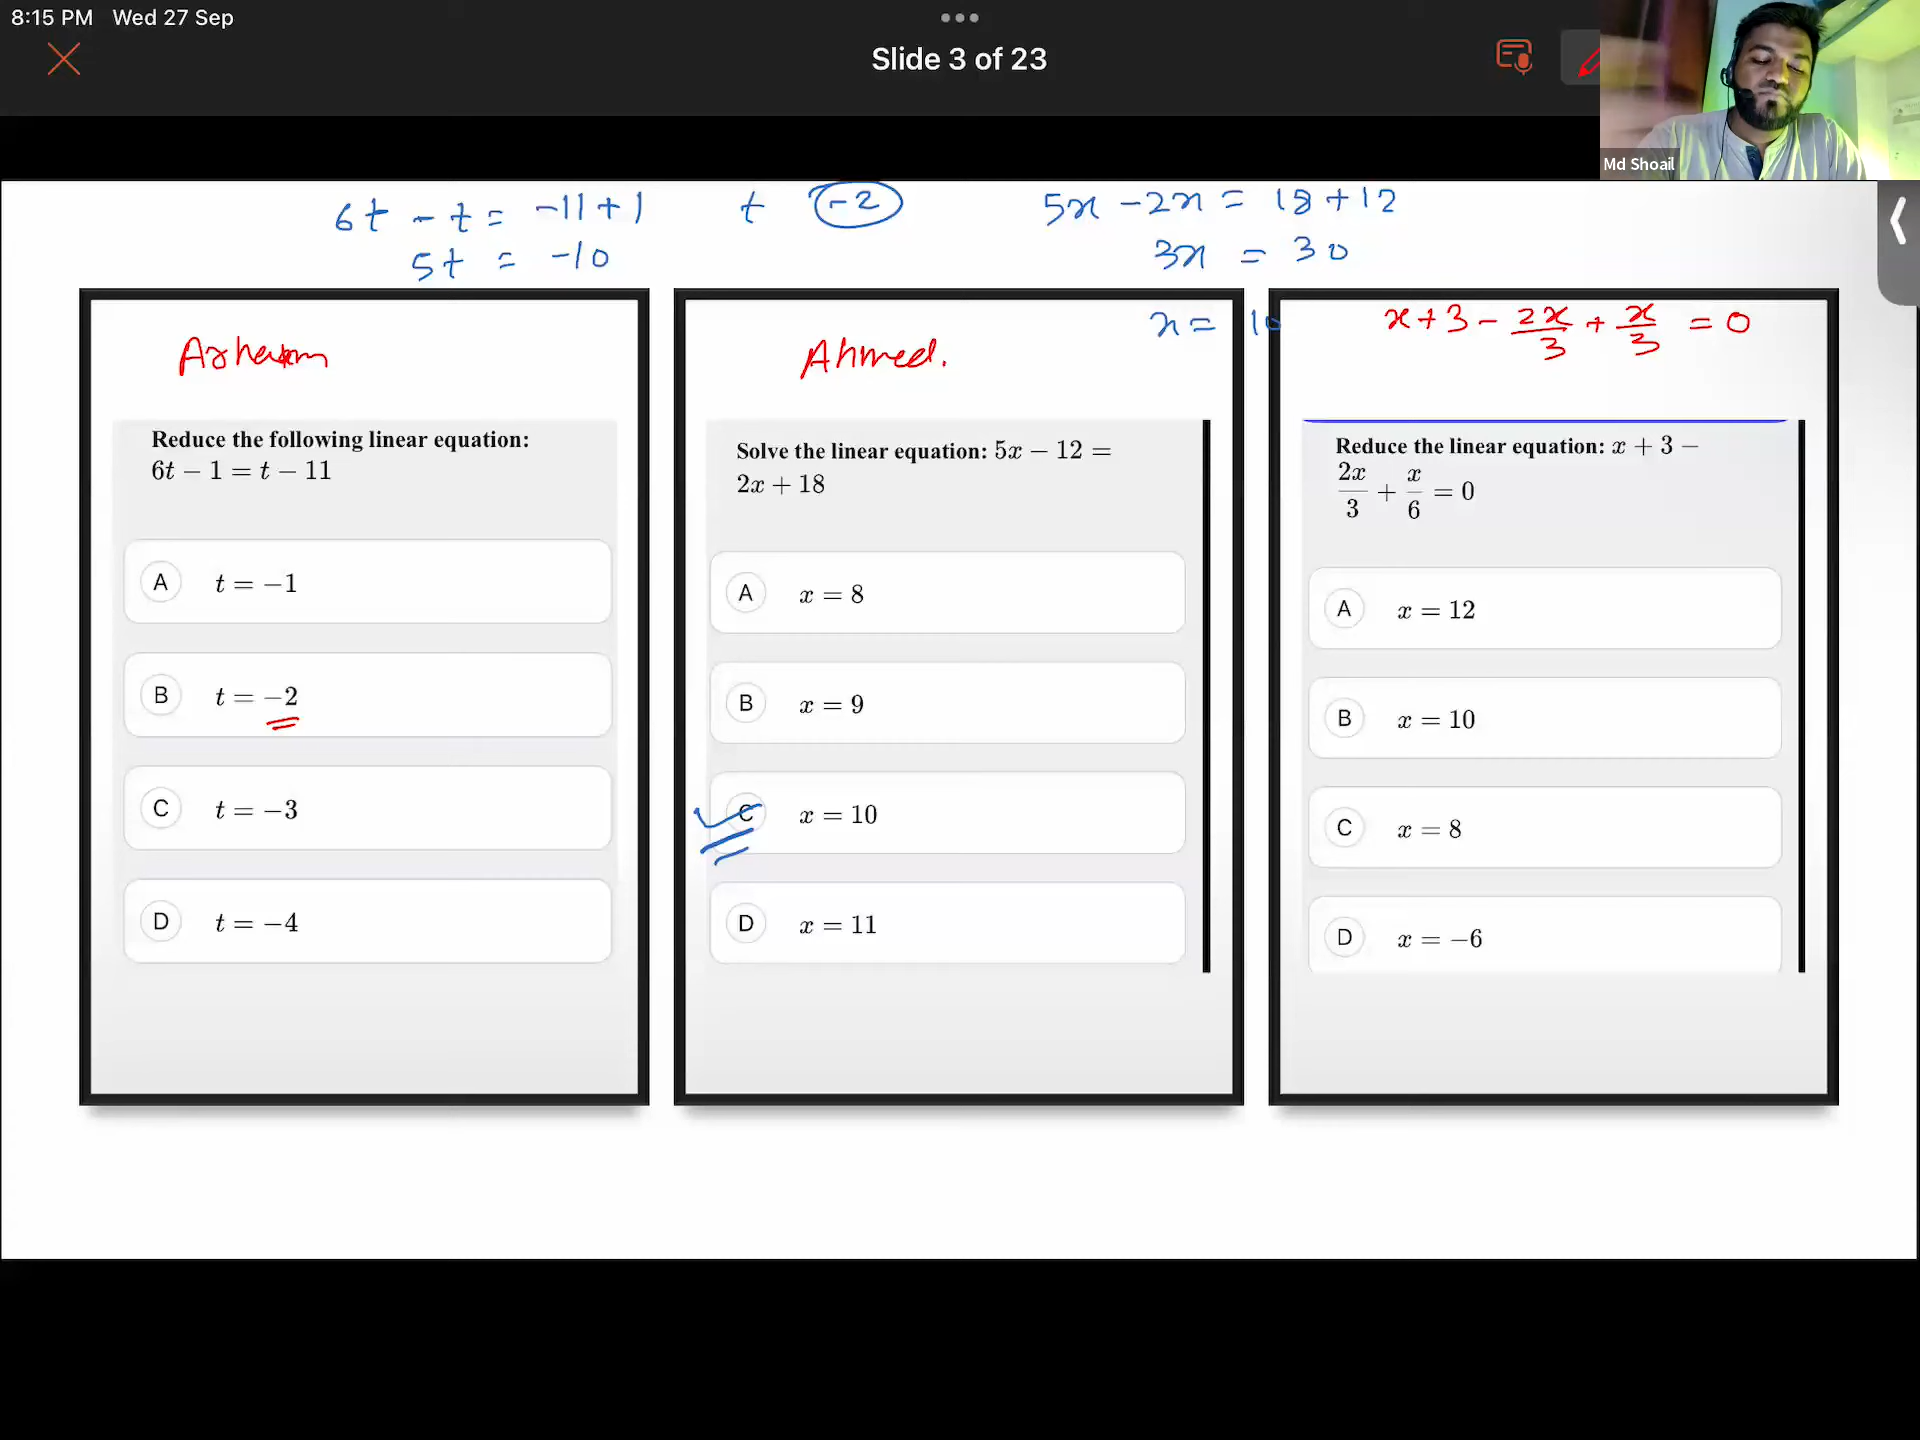 8:15 PM Wed 27 Sep
Slide 3 of 23
Md Shoail
6t - t = -11+1
5t = -10
t -2
5x - 2x = 18+12
3x = 30
x = 10
Ahmed.
x+3 - 2x/3 + x/3 = 0
Reduce the following linear equation:
6t − 1 = t − 11
A t = −1
B t = −2
C t = −3
D t = −4
Solve the linear equation: 5x − 12 =
2x + 18
A x = 8
B x = 9
C x = 10
D x = 11
Reduce the linear equation: x + 3 −
2x/3 + x/6 = 0
A x = 12
B x = 10
C x = 8
D x = −6